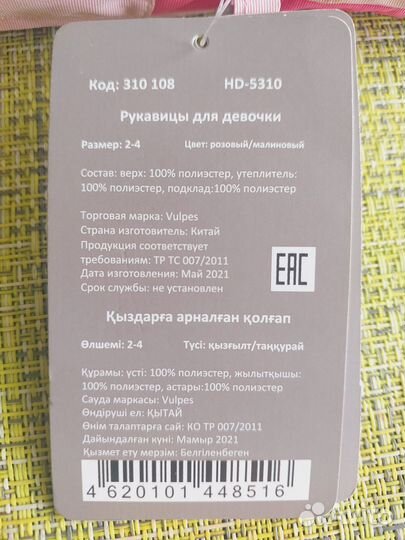 Код: 310 108 HD-5310
Рукавицы для девочки
Размер: 2-4 Цвет: розовый/малиновый
Состав: верх: 100% полиэстер, утеплитель:
100% полиэстер, подклад:100% полиэстер
Торговая марка: Vulpes
Страна изготовитель: Китай
Продукция соответствует
требованиям: ТР ТС 007/2011
Дата изготовления: Май 2021
Срок службы: не установлен
EAC
Қыздарға арналған қолғап
Өлшемі: 2-4 Түсі: қызғылт/таңқурай
Құрамы: үсті: 100% полиэстер, жылытқышы:
100% полиэстер, астары:100% полиэстер
Сауда маркасы: Vulpes
Өндіруші ел: ҚЫТАЙ
Өнім талаптарға сай: КО ТР 007/2011
Дайындалған күні: Мамыр 2021
Қызмет ету мерзім: Белгіленбеген
4 620101 448516
Avito